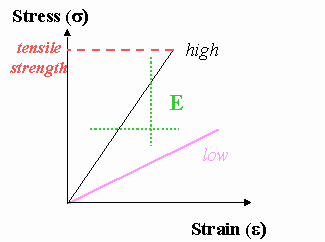 Stress (σ)
tensile
strength
high
E
low
Strain (ε)